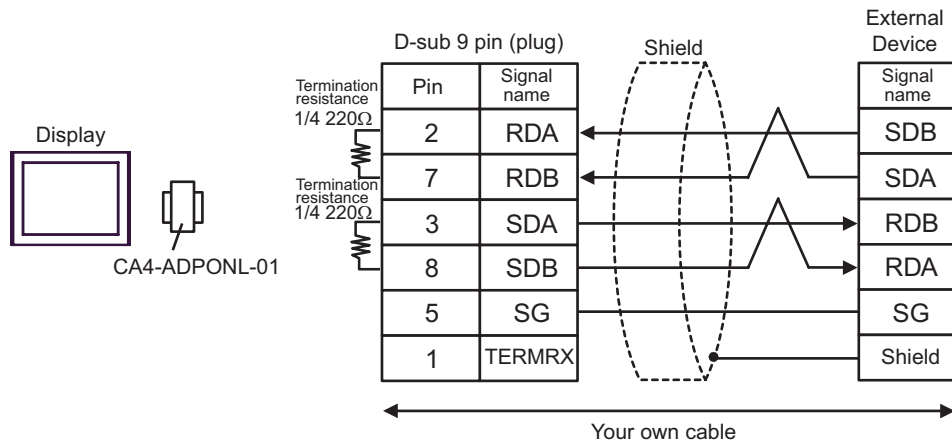 External
Device
D-sub 9 pin (plug)
Shield
Termination
resistance
1/4 220Ω
Pin
Signal
name
Signal
name
2
RDA
SDB
Display
7
RDB
SDA
Termination
resistance
1/4 220Ω
3
SDA
RDB
8
SDB
RDA
CA4-ADPONL-01
5
SG
SG
1
TERMRX
Shield
Your own cable